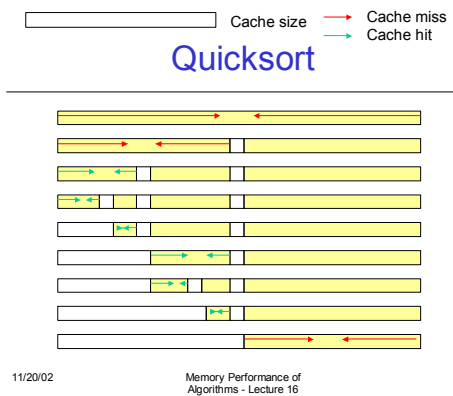 Cache size
Cache miss
Cache hit
Quicksort
11/20/02
Memory Performance of
Algorithms - Lecture 16